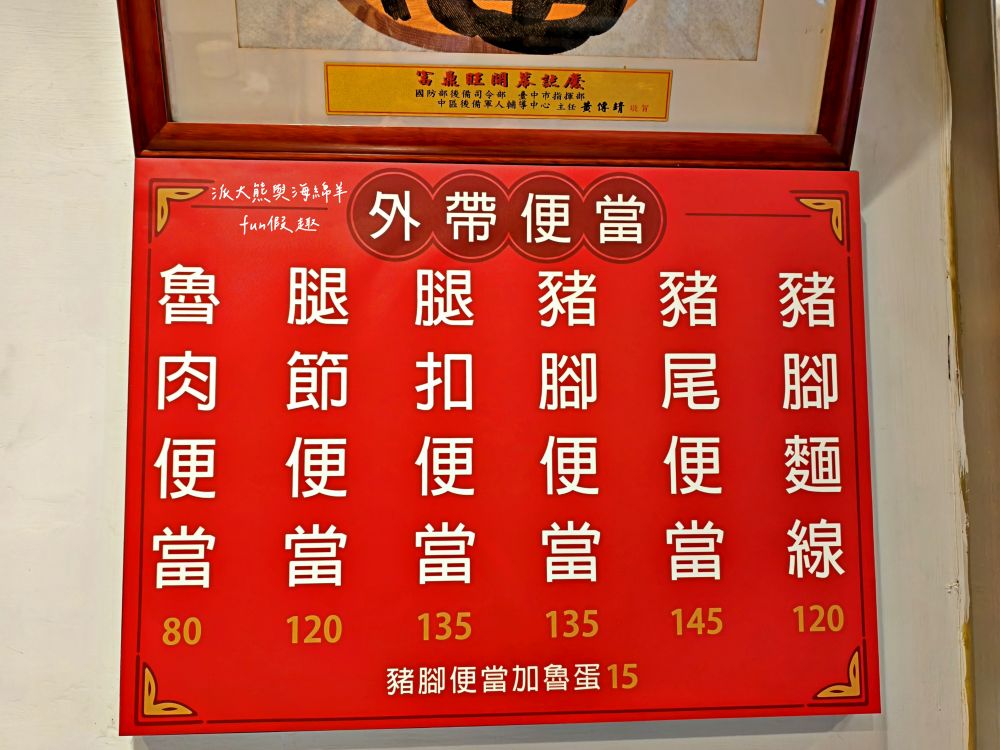 富鼎旺開幕誌慶
國防部後備司令部 臺中市指揮部
中區後備軍人輔導中心 主任 黃傳晴 敬賀
派大熊與海綿羊
fun假趣
外帶便當
豬腳麵線 120
豬尾便當 145
豬腳便當 135
腿扣便當 135
腿節便當 120
魯肉便當 80
豬腳便當加魯蛋15